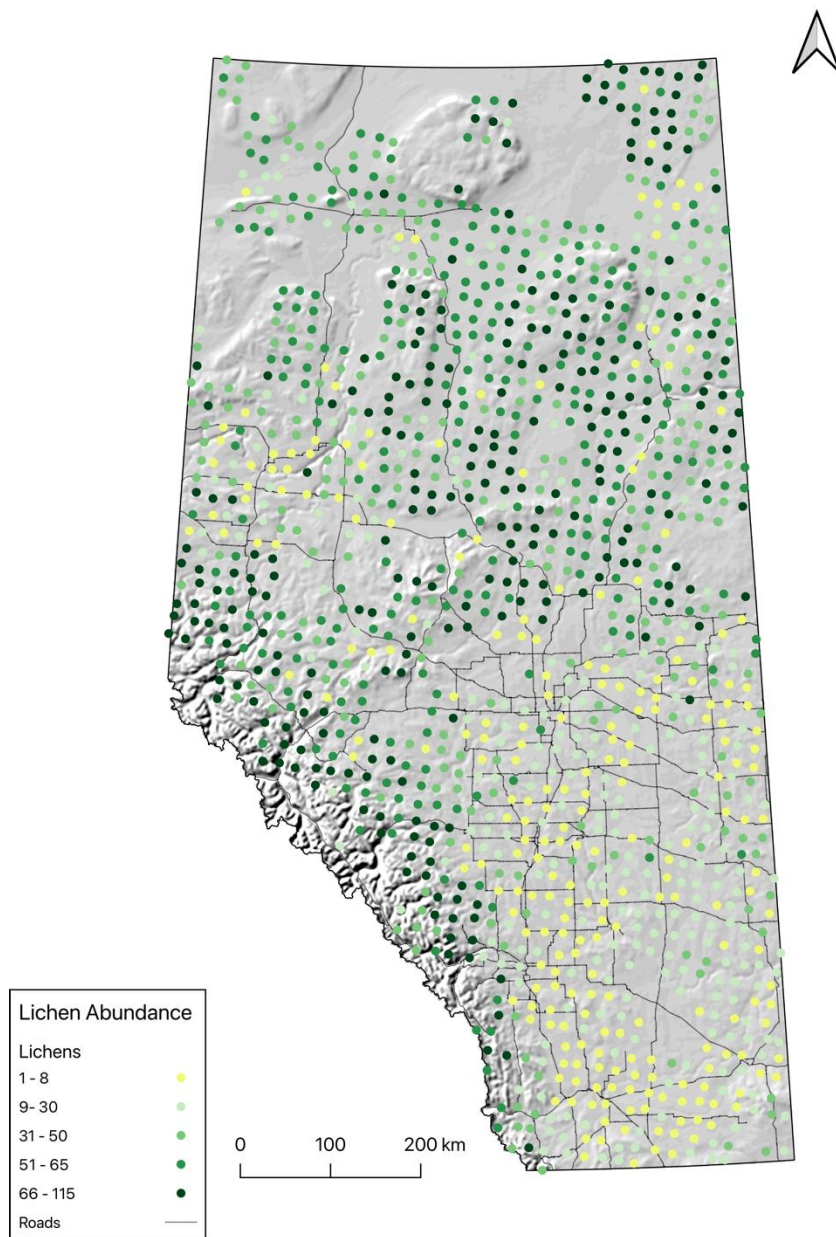 Lichen Abundance
Lichens
1 - 8
9- 30
31 - 50
51 - 65
66 - 115
Roads
0 100 200 km